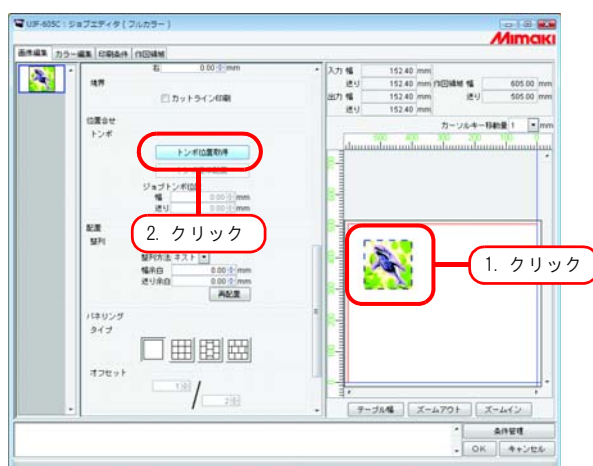 UJF-605C : ジョブエディタ ( フルカラー )
Mimaki
画像編集 カラー編集 印刷条件 作図領域
右 0.00 mm
境界
カットライン印刷
位置合せ
トンボ
トンボ位置取得
ジョブトンボ位置
幅 0.00 mm
送り 0.00 mm
2. クリック
配置
整列
整列方法 ネスト
幅余白 0.00 mm
送り余白 0.00 mm
再配置
パネリング
タイプ
オフセット
1 / 2
入力 幅 152.40 mm
送り 152.40 mm 作図領域 幅 605.00 mm
出力 幅 152.40 mm 送り 505.00 mm
送り 152.40 mm
カーソルキー移動量 1 mm
500 400 300 200 100 0
1. クリック
テーブル幅 ズームアウト ズームイン
条件管理
OK キャンセル